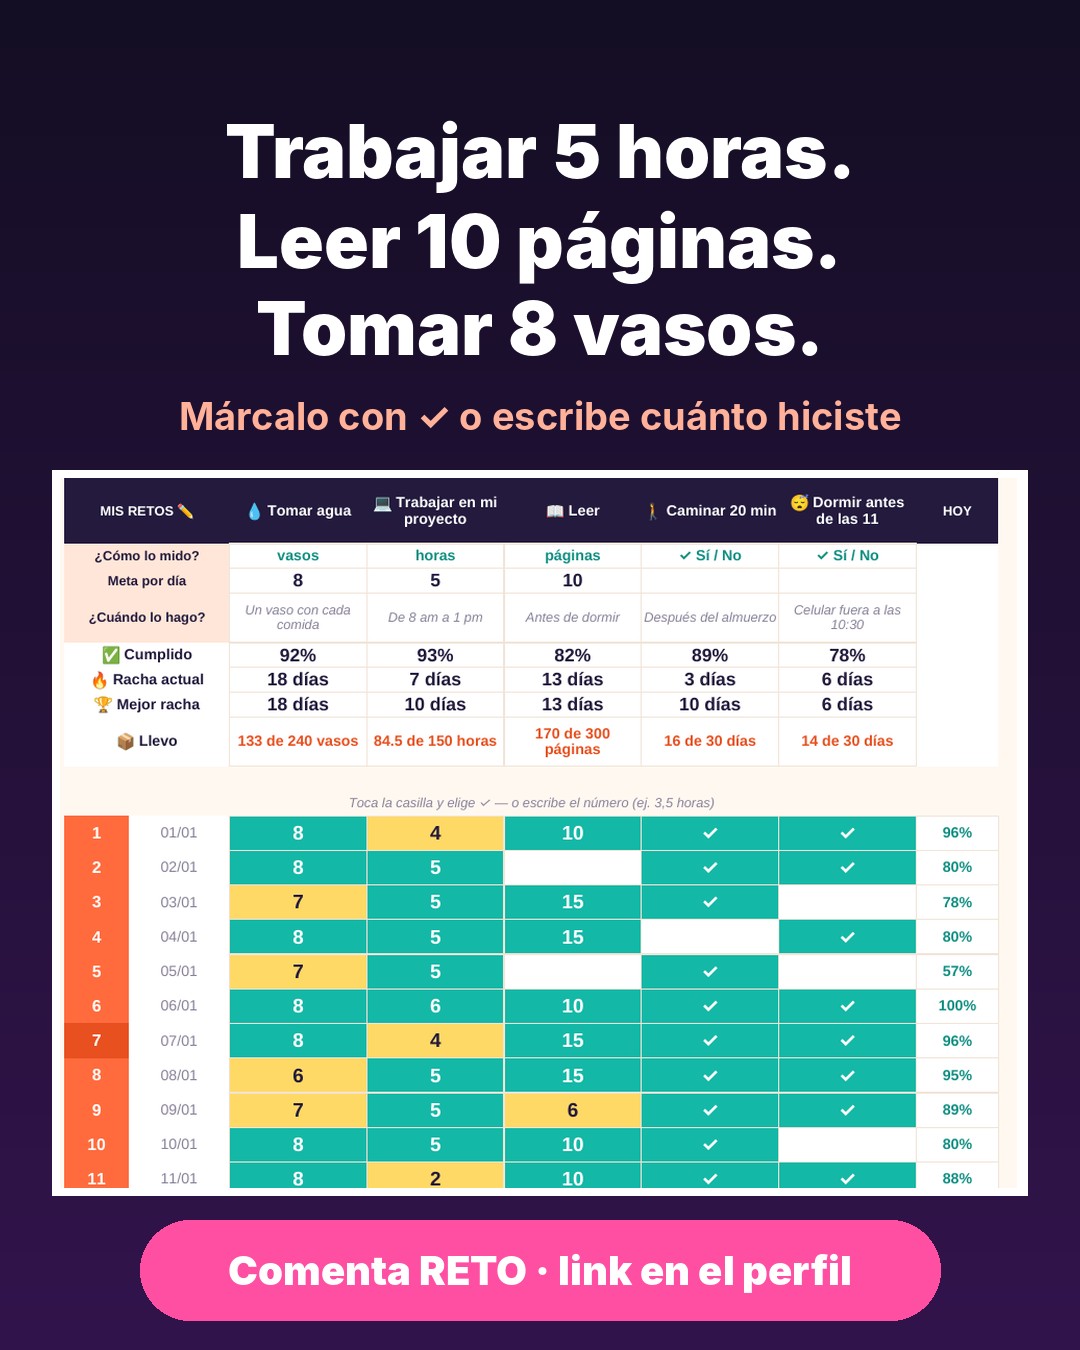 Trabajar 5 horas.
Leer 10 páginas.
Tomar 8 vasos.
Márcalo con ✓ o escribe cuánto hiciste
MIS RETOS ✏️ 💧 Tomar agua 💻 Trabajar en mi proyecto 📖 Leer 🚶 Caminar 20 min 😴 Dormir antes de las 11 HOY
¿Cómo lo mido? vasos horas páginas ✓ Sí / No ✓ Sí / No
Meta por día 8 5 10
¿Cuándo lo hago? Un vaso con cada comida De 8 am a 1 pm Antes de dormir Después del almuerzo Celular fuera a las 10:30
✅ Cumplido 92% 93% 82% 89% 78%
🔥 Racha actual 18 días 7 días 13 días 3 días 6 días
🏆 Mejor racha 18 días 10 días 13 días 10 días 6 días
📦 Llevo 133 de 240 vasos 84.5 de 150 horas 170 de 300 páginas 16 de 30 días 14 de 30 días
Toca la casilla y elige ✓ — o escribe el número (ej. 3,5 horas)
1 01/01 8 4 10 ✓ ✓ 96%
2 02/01 8 5 ✓ ✓ 80%
3 03/01 7 5 15 ✓ 78%
4 04/01 8 5 15 ✓ 80%
5 05/01 7 5 ✓ 57%
6 06/01 8 6 10 ✓ ✓ 100%
7 07/01 8 4 15 ✓ ✓ 96%
8 08/01 6 5 15 ✓ ✓ 95%
9 09/01 7 5 6 ✓ ✓ 89%
10 10/01 8 5 10 ✓ 80%
11 11/01 8 2 10 ✓ ✓ 88%
Comenta RETO · link en el perfil